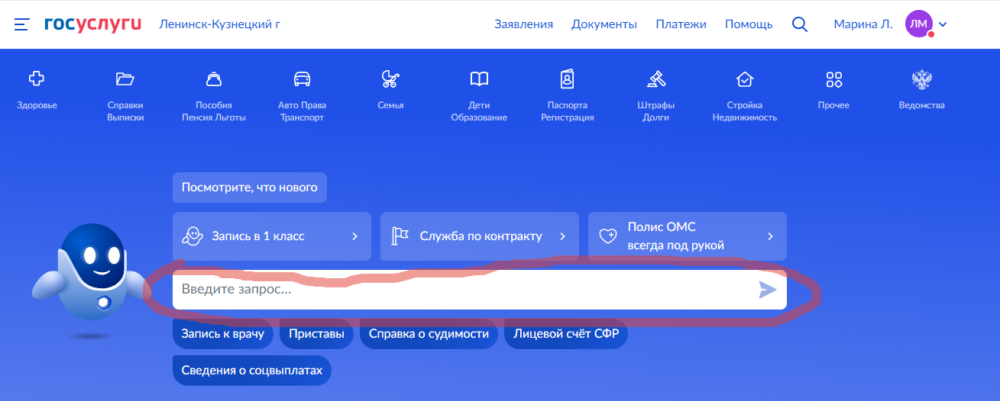 госуслуги Ленинск-Кузнецкий г Заявления Документы Платежи Помощь Марина Л. ЛМ
Здоровье
Справки
Выписки
Пособия
Пенсия Льготы
Авто Права
Транспорт
Семья
Дети
Образование
Паспорта
Регистрация
Штрафы
Долги
Стройка
Недвижимость
Прочее
Ведомства
Посмотрите, что нового
Запись в 1 класс
Служба по контракту
Полис ОМС
всегда под рукой
Введите запрос...
Запись к врачу Приставы Справка о судимости Лицевой счёт СФР
Сведения о соцвыплатах